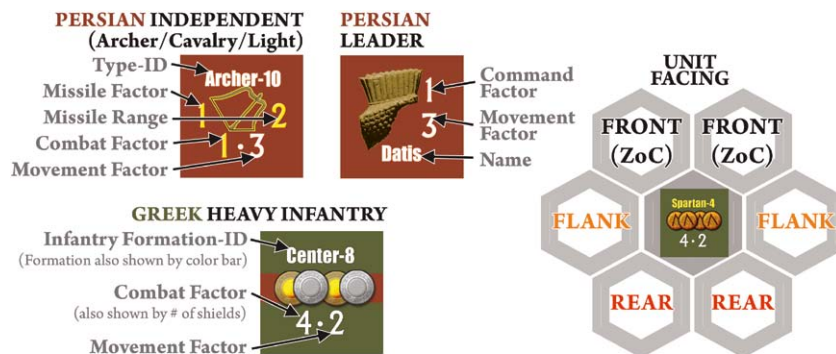 PERSIAN INDEPENDENT
(Archer/Cavalry/Light)
Type-ID
Missile Factor
Missile Range
Combat Factor
Movement Factor
Archer-10
1 2
1 · 3
PERSIAN
LEADER
1
3
Datis
Command
Factor
Movement
Factor
Name
GREEK HEAVY INFANTRY
Infantry Formation-ID
(Formation also shown by color bar)
Combat Factor
(also shown by # of shields)
Movement Factor
Center-8
4 · 2
UNIT
FACING
FRONT
(ZoC)
FRONT
(ZoC)
FLANK
Spartan-4
4 · 2
FLANK
REAR
REAR